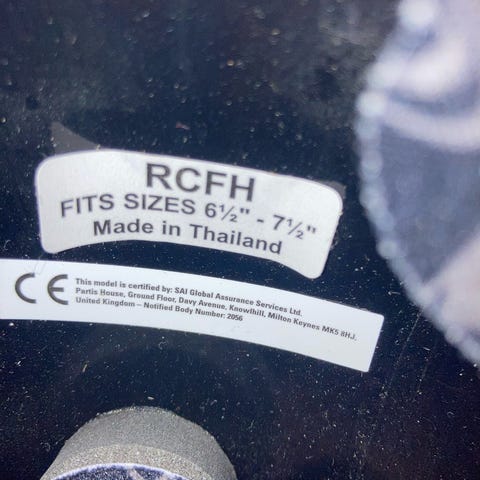 RCFH
FITS SIZES 6½" - 7½"
Made in Thailand
CE
This model is certified by: SAI Global Assurance Services Ltd.
Partis House, Ground Floor, Davy Avenue, Knowlhill, Milton Keynes MK5 8HJ,
United Kingdom – Notified Body Number: 2056